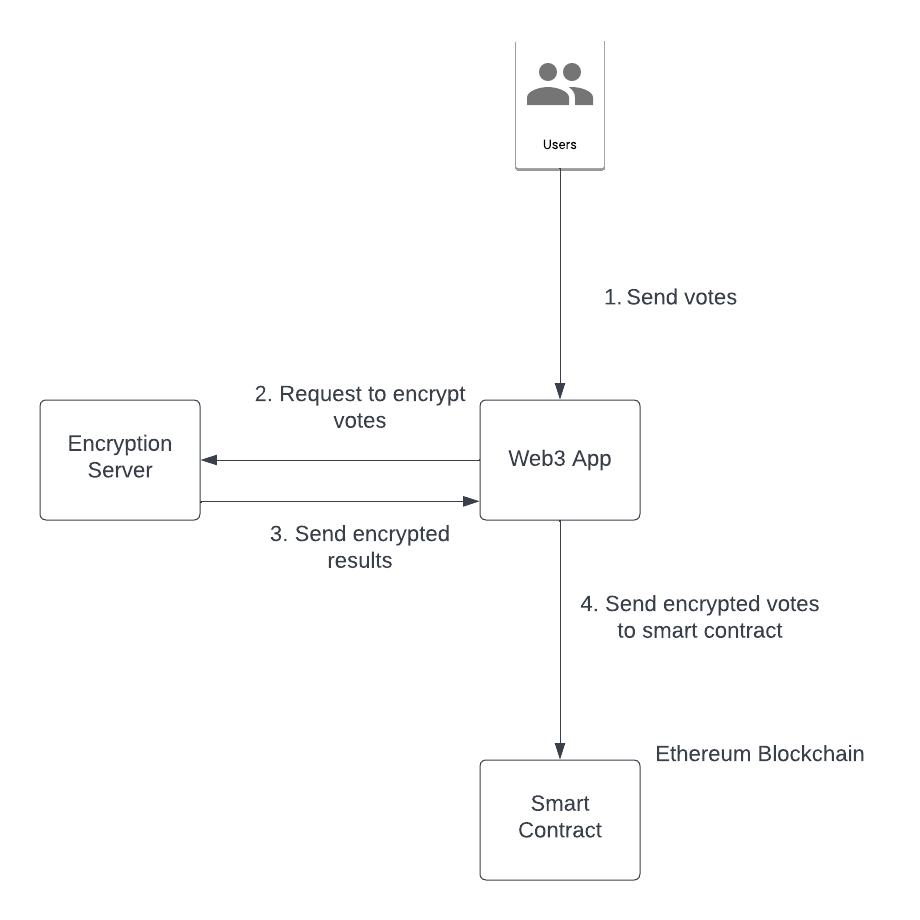 Users
1. Send votes
2. Request to encrypt
votes
Encryption
Server
Web3 App
3. Send encrypted
results
4. Send encrypted votes
to smart contract
Ethereum Blockchain
Smart
Contract